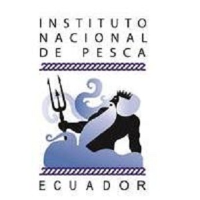 INSTITUTO
NACIONAL
DE PESCA
ECUADOR